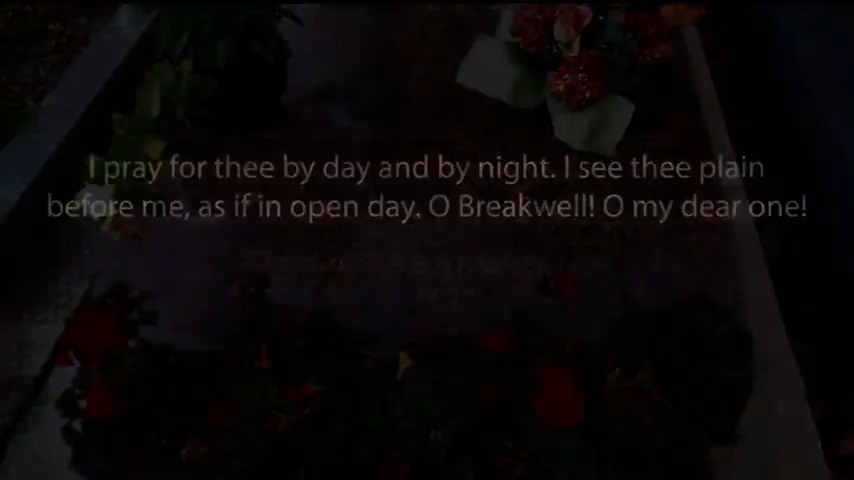 I pray for thee by day and by night. I see thee plain
before me, as if in open day. O Breakwell! O my dear one!